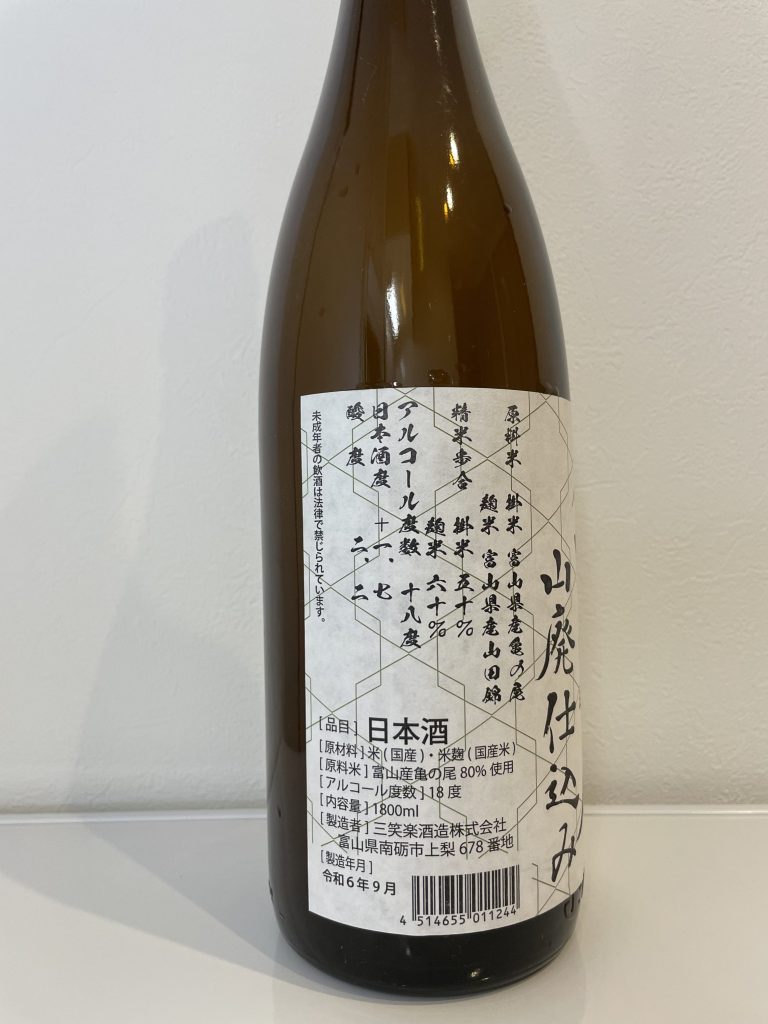 山廃仕込み
原料米 掛米 富山県産亀の尾
麹米 富山県産山田錦
精米歩合 掛米 五十%
麹米 六十%
アルコール度数 十八度
日本酒度 十一、七
酸度 二、二
未成年者の飲酒は法律で禁じられています。
[品目] 日本酒
[原材料] 米(国産)・米麹(国産米)
[原料米] 富山産亀の尾 80% 使用
[アルコール度数] 18 度
[内容量] 1800ml
[製造者] 三笑楽酒造株式会社
富山県南砺市上梨 678 番地
[製造年月]
令和6年9月
4 514655 011244